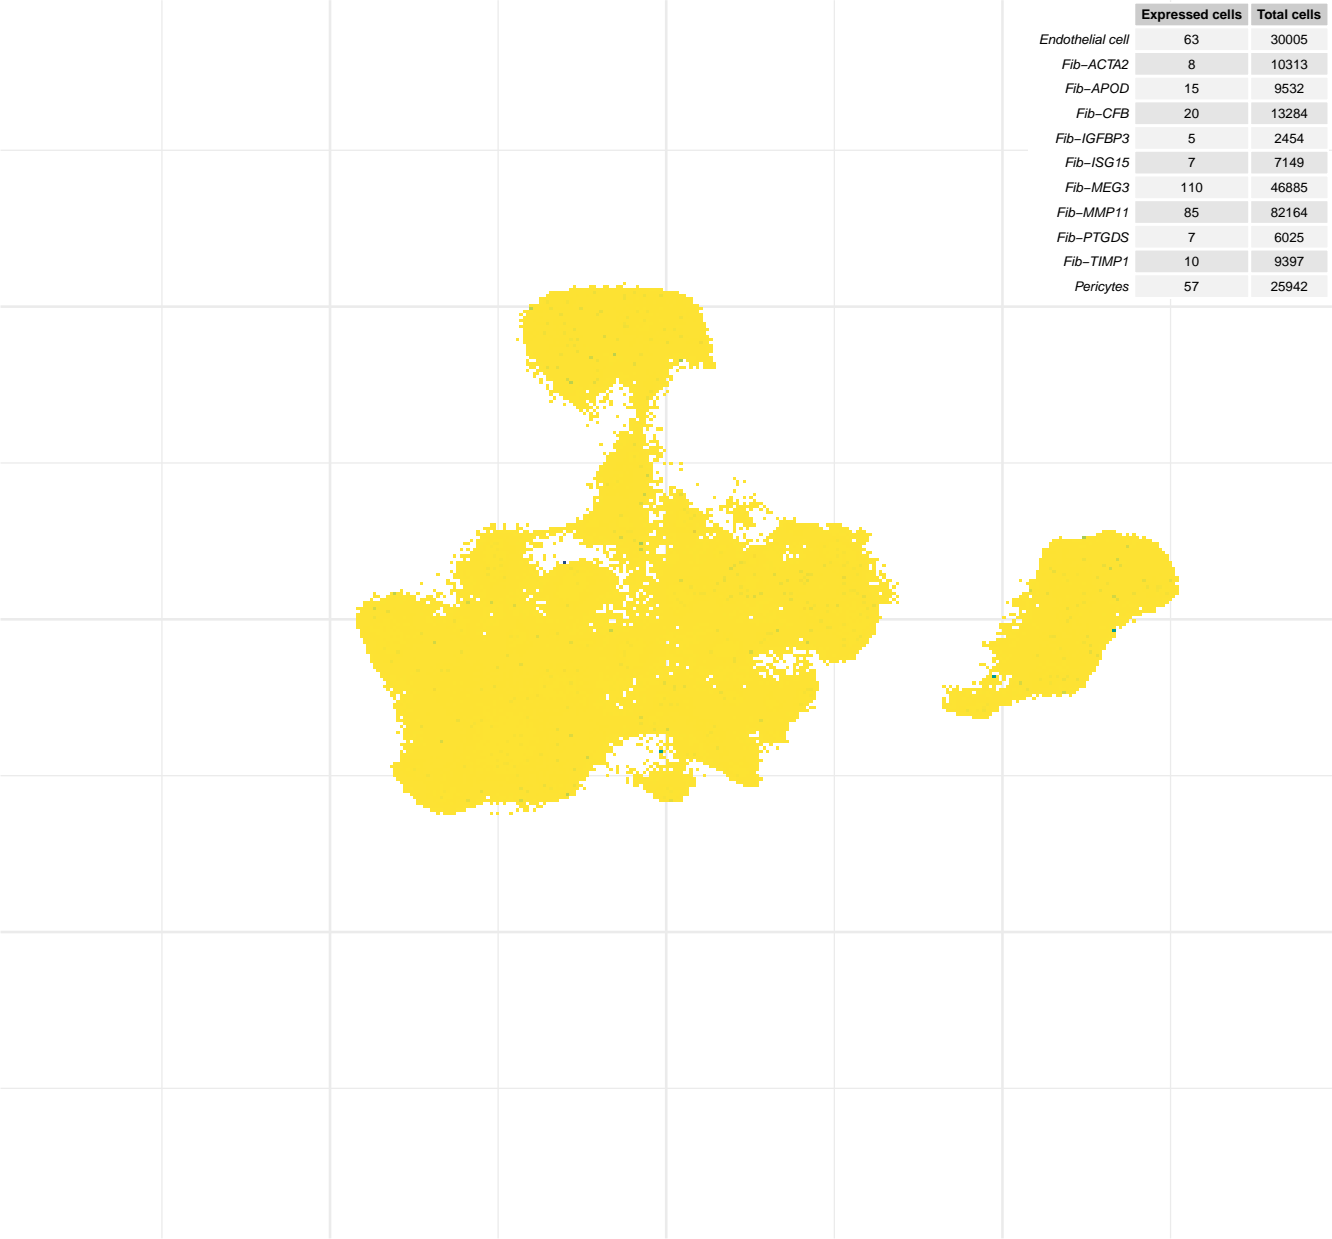 Expressed cells Total cells
Endothelial cell 63 30005
Fib−ACTA2 8 10313
Fib−APOD 15 9532
Fib−CFB 20 13284
Fib−IGFBP3 5 2454
Fib−ISG15 7 7149
Fib−MEG3 110 46885
Fib−MMP11 85 82164
Fib−PTGDS 7 6025
Fib−TIMP1 10 9397
Pericytes 57 25942